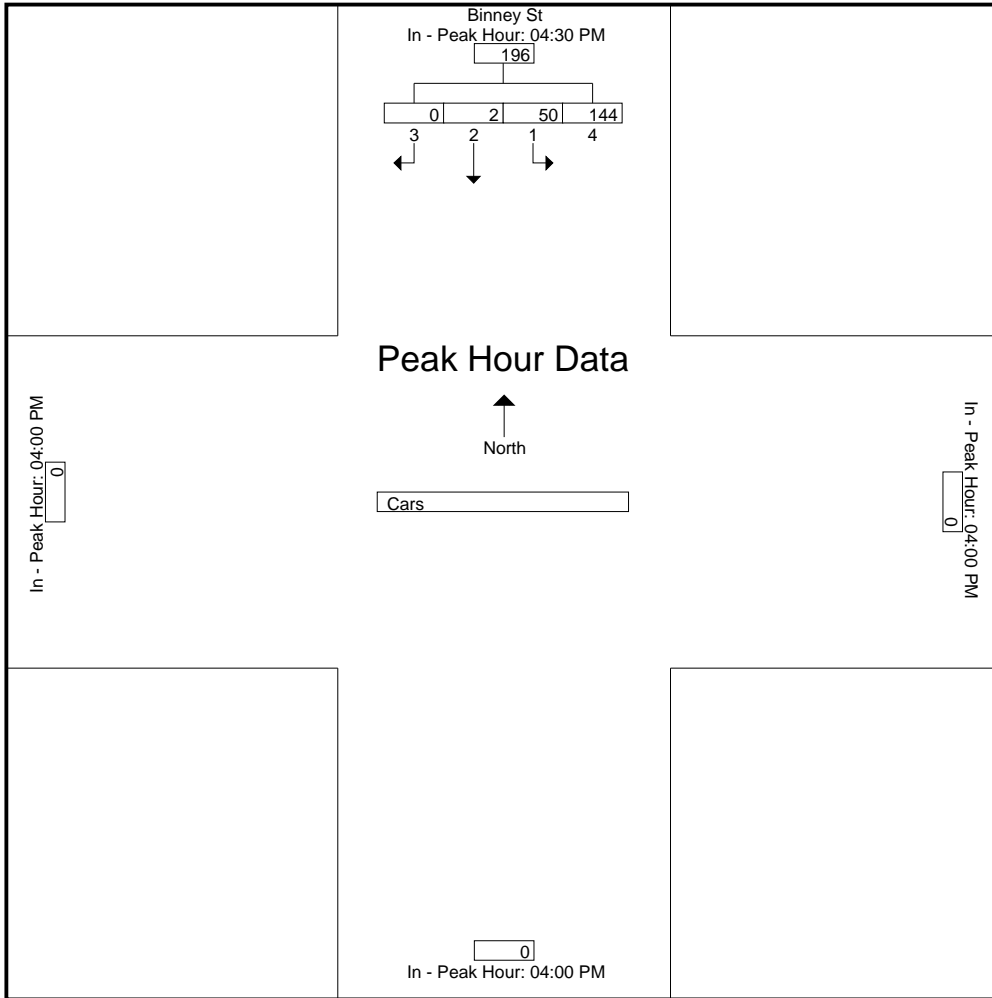 Binney St
In - Peak Hour: 04:30 PM
196
0 2 50 144
3 2 1 4
Peak Hour Data
North
Cars
In - Peak Hour: 04:00 PM
0
0
In - Peak Hour: 04:00 PM
0
In - Peak Hour: 04:00 PM